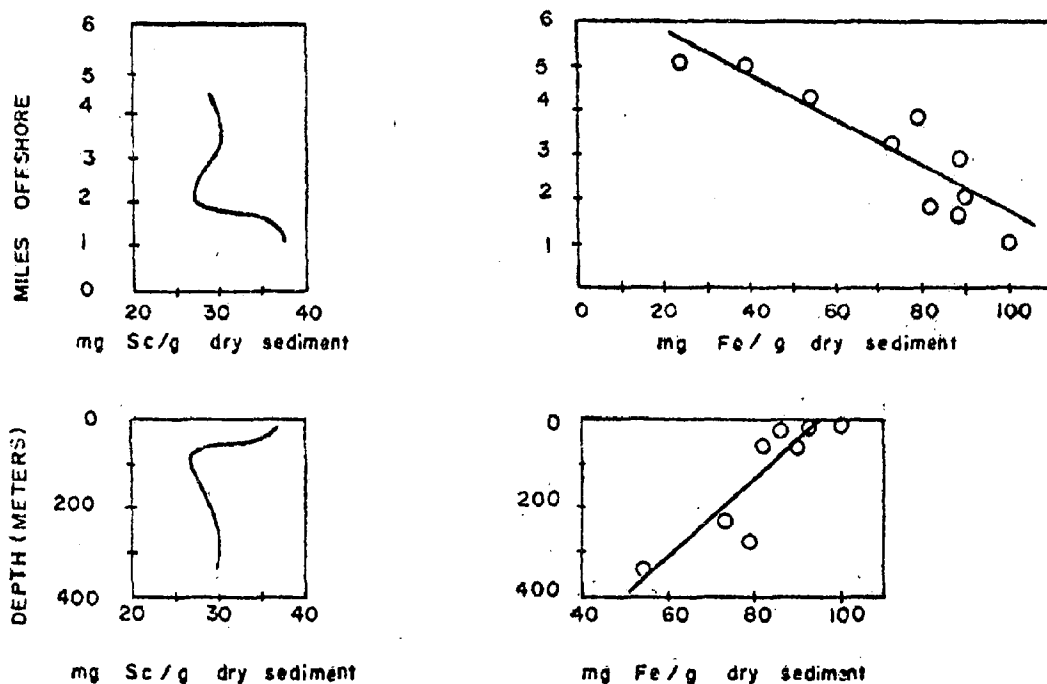 MILES OFFSHORE
6
5
4
3
2
1
0
20 30 40
mg Sc/g dry sediment
6
5
4
3
2
1
0 20 40 60 80 100
mg Fe/g dry sediment
DEPTH (METERS)
0
200
400
20 30 40
mg Sc/g dry sediment
0
200
400
40 60 80 100
mg Fe/g dry sediment